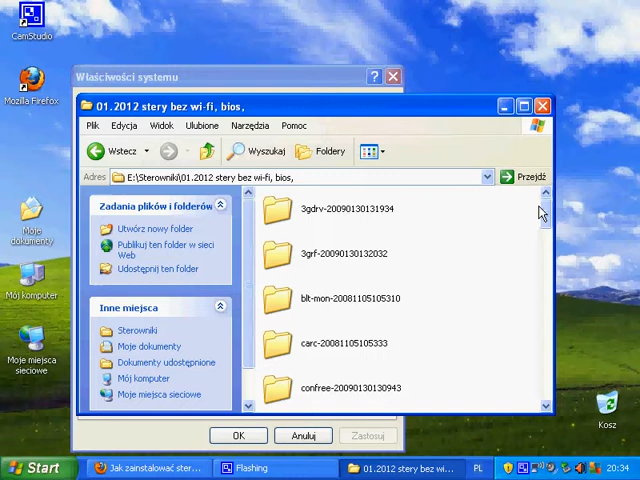 CamStudio
Mozilla Firefox
Moje
dokumenty
Mój komputer
Moje miejsca
sieciowe
Kosz
Właściwości systemu
01.2012 stery bez wi-fi, bios,
Plik Edycja Widok Ulubione Narzędzia Pomoc
Wstecz Wyszukaj Foldery
Adres E:\Sterowniki\01.2012 stery bez wi-fi, bios, Przejdź
Zadania plików i folderów
Utwórz nowy folder
Publikuj ten folder w sieci
Web
Udostępnij ten folder
Inne miejsca
Sterowniki
Moje dokumenty
Dokumenty udostępnione
Mój komputer
Moje miejsca sieciowe
3gdrv-20090130131934
3grf-20090130132032
blt-mon-20081105105310
carc-20081105105333
confree-20090130130943
OK Anuluj Zastosuj
Start Jak zainstalować ster... Flashing 01.2012 stery bez wi... PL 20:34